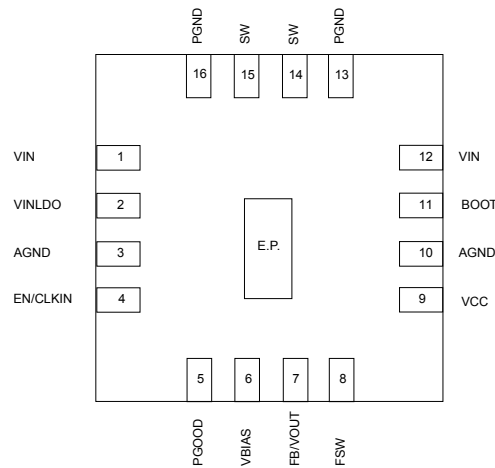 PGND SW SW PGND
16 15 14 13
VIN 1 12 VIN
VINLDO 2 11 BOOT
AGND 3 E.P. 10 AGND
EN/CLKIN 4 9 VCC
5 6 7 8
PGOOD VBIAS FB/VOUT FSW